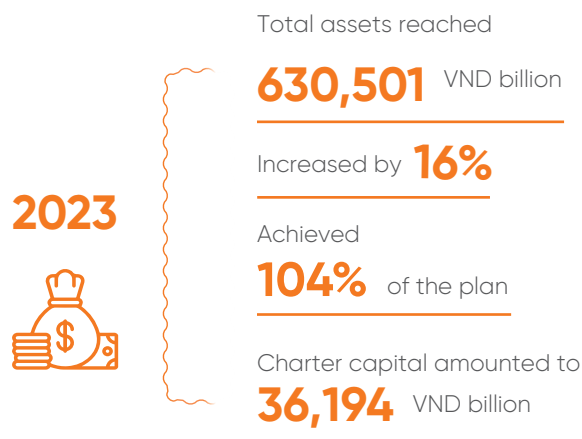 Total assets reached
630,501 VND billion
Increased by 16%
2023
Achieved
104% of the plan
$
Charter capital amounted to
36,194 VND billion